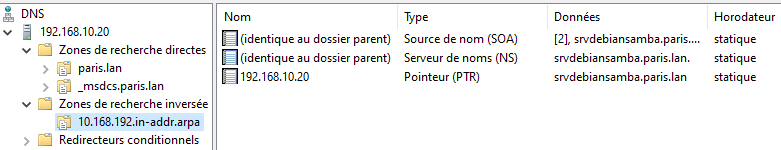 DNS
192.168.10.20
Zones de recherche directes
paris.lan
_msdcs.paris.lan
Zones de recherche inversée
10.168.192.in-addr.arpa
Redirecteurs conditionnels
Nom Type Données Horodateur
(identique au dossier parent) Source de nom (SOA) [2], srvdebiansamba.paris.... statique
(identique au dossier parent) Serveur de noms (NS) srvdebiansamba.paris.lan. statique
192.168.10.20 Pointeur (PTR) srvdebiansamba.paris.lan statique